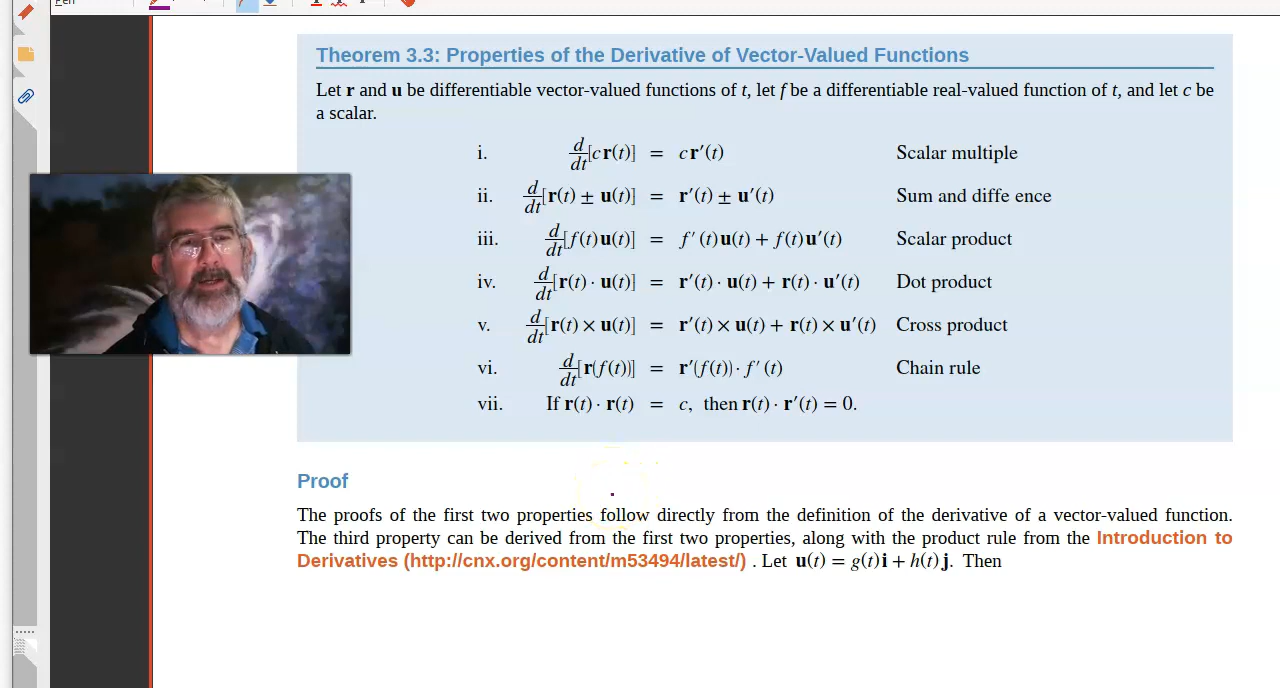 Pen
Theorem 3.3: Properties of the Derivative of Vector-Valued Functions
Let r and u be differentiable vector-valued functions of t, let f be a differentiable real-valued function of t, and let c be
a scalar.
i. d/dt[c r(t)] = c r′(t) Scalar multiple
ii. d/dt[r(t) ± u(t)] = r′(t) ± u′(t) Sum and diffe ence
iii. d/dt[f(t)u(t)] = f′(t)u(t) + f(t)u′(t) Scalar product
iv. d/dt[r(t) · u(t)] = r′(t) · u(t) + r(t) · u′(t) Dot product
v. d/dt[r(t) × u(t)] = r′(t) × u(t) + r(t) × u′(t) Cross product
vi. d/dt[r(f(t))] = r′(f(t)) · f′(t) Chain rule
vii. If r(t) · r(t) = c, then r(t) · r′(t) = 0.
Proof
The proofs of the first two properties follow directly from the definition of the derivative of a vector-valued function.
The third property can be derived from the first two properties, along with the product rule from the Introduction to
Derivatives (http://cnx.org/content/m53494/latest/) . Let u(t) = g(t)i + h(t)j. Then